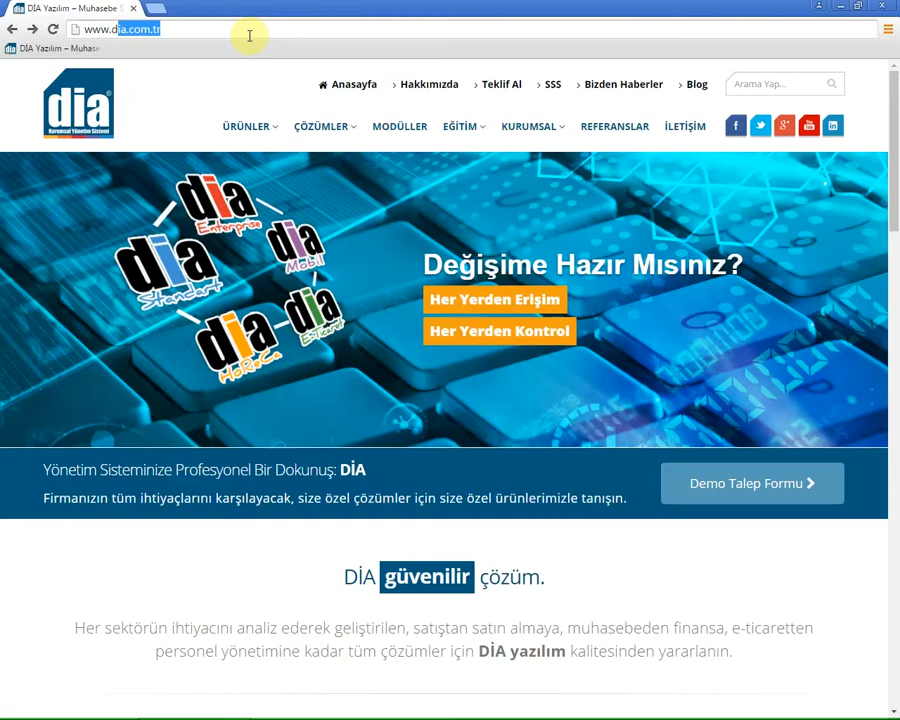 DİA Yazılım – Muhasebe S
www.dia.com.tr
DİA Yazılım – Muhase
dia
Kurumsal Yönetim Sistemi
Anasayfa
Hakkımızda
Teklif Al
SSS
Bizden Haberler
Blog
Arama Yap...
ÜRÜNLER
ÇÖZÜMLER
MODÜLLER
EĞİTİM
KURUMSAL
REFERANSLAR
İLETİŞİM
dia
Enterprise
dia
Mobil
dia
Standart
dia
E-Ticaret
dia
HoReCa
Değişime Hazır Mısınız?
Her Yerden Erişim
Her Yerden Kontrol
Yönetim Sisteminize Profesyonel Bir Dokunuş: DİA
Firmanızın tüm ihtiyaçlarını karşılayacak, size özel çözümler için size özel ürünlerimizle tanışın.
Demo Talep Formu
DİA güvenilir çözüm.
Her sektörün ihtiyacını analiz ederek geliştirilen, satıştan satın almaya, muhasebeden finansa, e-ticaretten
personel yönetimine kadar tüm çözümler için DİA yazılım kalitesinden yararlanın.